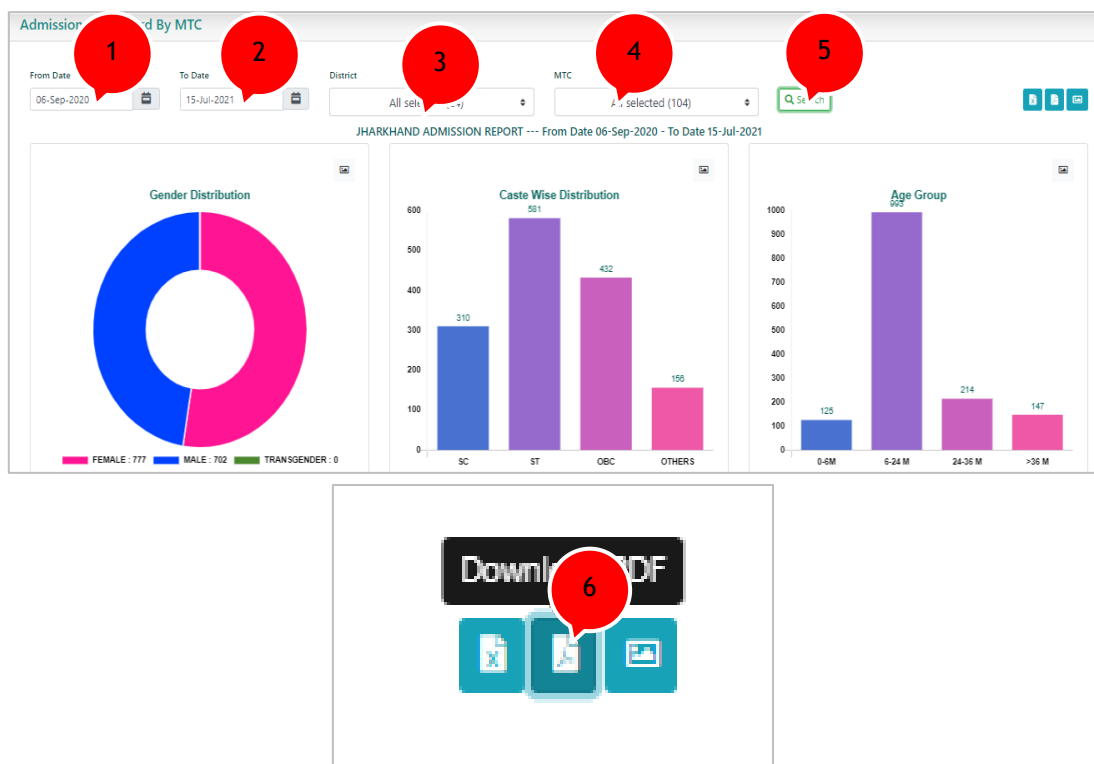 Admission
rd By MTC
1
2
3
4
5
From Date
To Date
District
MTC
06-Sep-2020
15-Jul-2021
All
All selected (104)
JHARKHAND ADMISSION REPORT --- From Date 06-Sep-2020 - To Date 15-Jul-2021
Gender Distribution
FEMALE : 777 MALE : 702 TRANSGENDER : 0
Caste Wise Distribution
600
500
400
300
200
100
0
310
581
432
156
SC ST OBC OTHERS
Age Group
1000
900
800
700
600
500
400
300
200
100
0
125
993
214
147
0-6M 6-24 M 24-36 M >36 M
6